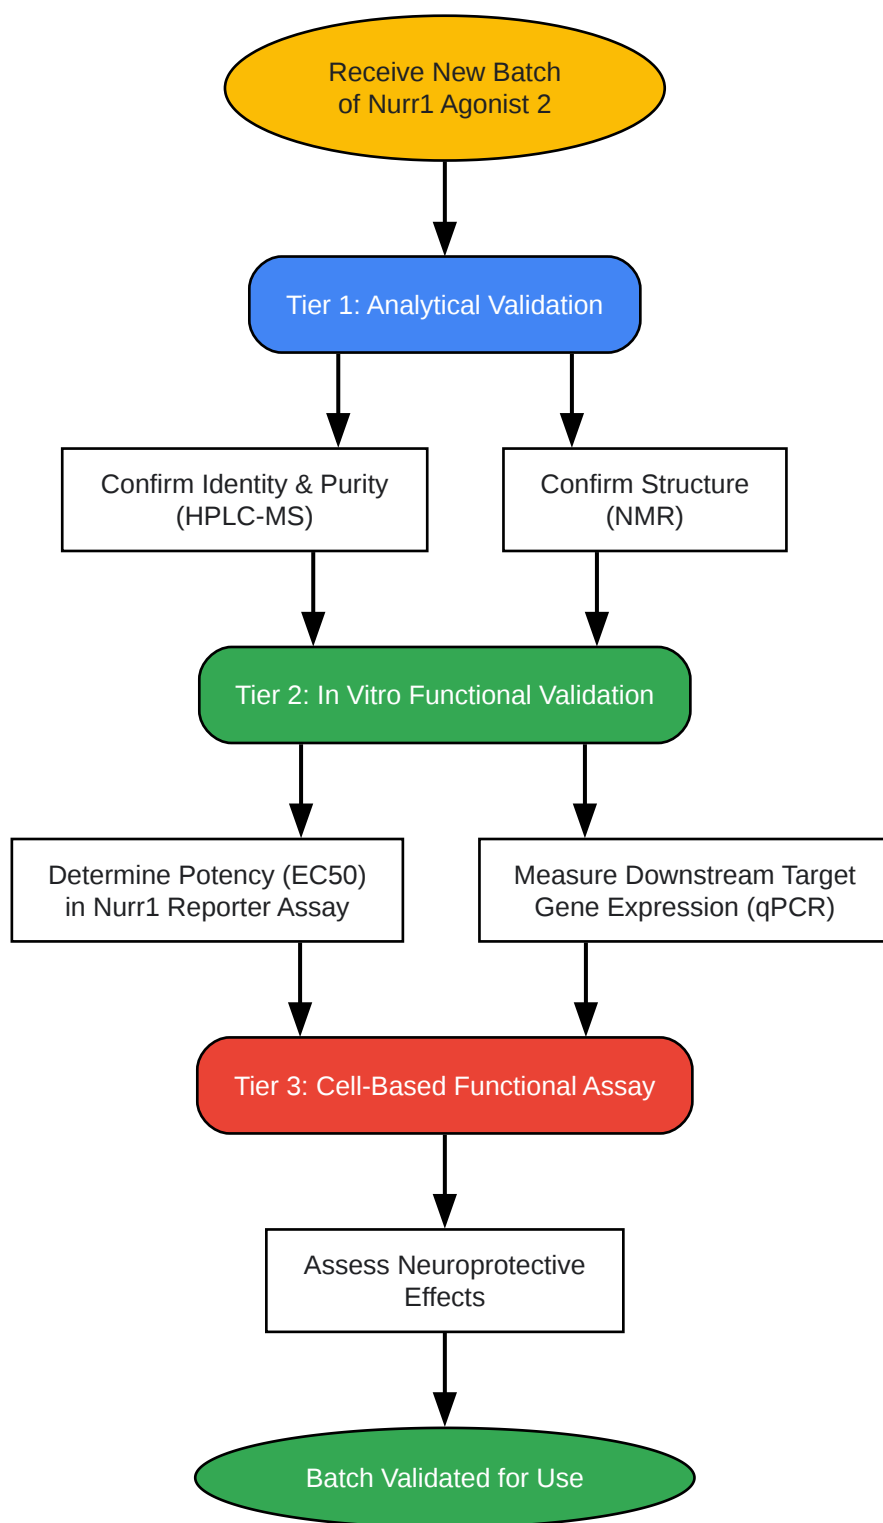 Receive New Batch
of Nurr1 Agonist 2
Tier 1: Analytical Validation
Confirm Identity & Purity
(HPLC-MS)
Confirm Structure
(NMR)
Tier 2: In Vitro Functional Validation
Determine Potency (EC50)
in Nurr1 Reporter Assay
Measure Downstream Target
Gene Expression (qPCR)
Tier 3: Cell-Based Functional Assay
Assess Neuroprotective
Effects
Batch Validated for Use